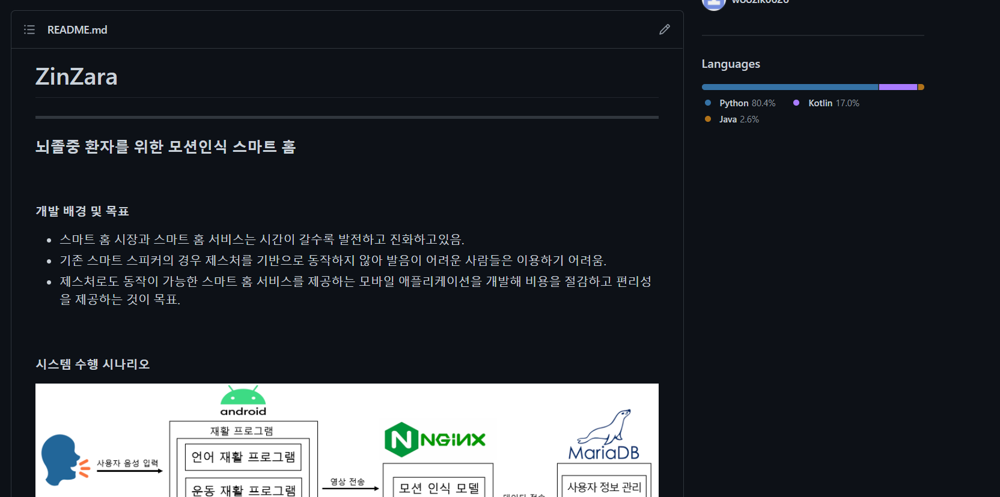 README.md
ZinZara
뇌졸중 환자를 위한 모션인식 스마트 홈
개발 배경 및 목표
스마트 홈 시장과 스마트 홈 서비스는 시간이 갈수록 발전하고 진화하고있음.
기존 스마트 스피커의 경우 제스처를 기반으로 동작하지 않아 발음이 어려운 사람들은 이용하기 어려움.
제스처로도 동작이 가능한 스마트 홈 서비스를 제공하는 모바일 애플리케이션을 개발해 비용을 절감하고 편리성
을 제공하는 것이 목표.
시스템 수행 시나리오
android
재활 프로그램
언어 재활 프로그램
운동 재활 프로그램
사용자 음성 입력
영상 전송
NGINX
모션 인식 모델
MariaDB
사용자 정보 관리
Languages
Python 80.4%
Kotlin 17.0%
Java 2.6%